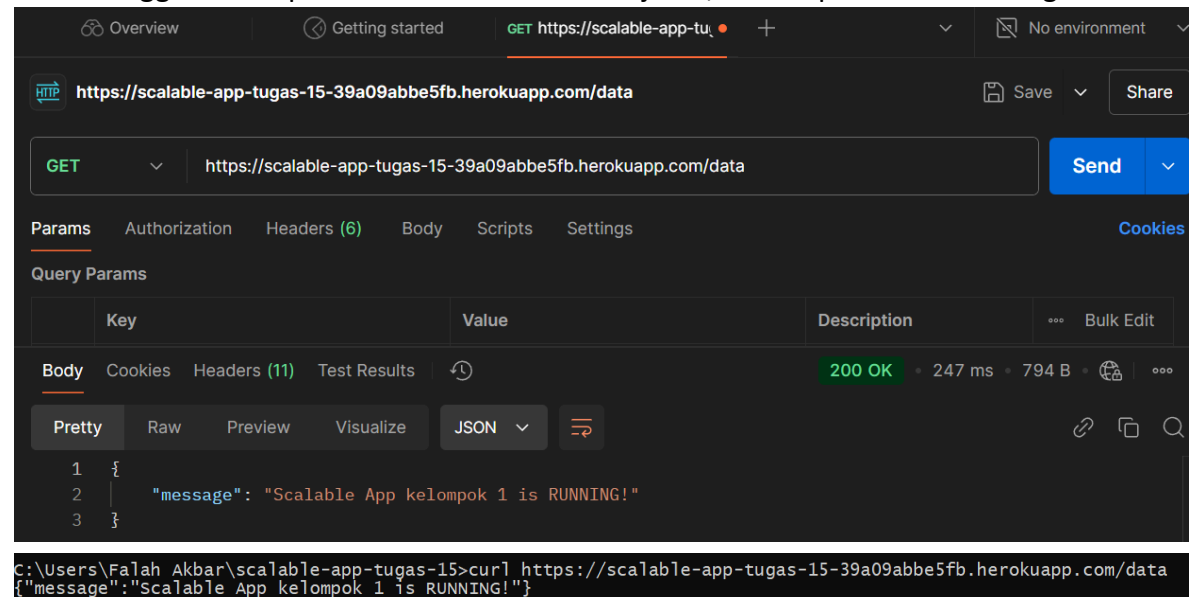 Overview Getting started GET https://scalable-app-tu No environment
HTTP https://scalable-app-tugas-15-39a09abbe5fb.herokuapp.com/data Save Share
GET https://scalable-app-tugas-15-39a09abbe5fb.herokuapp.com/data Send
Params Authorization Headers (6) Body Scripts Settings Cookies
Query Params
Key Value Description Bulk Edit
Body Cookies Headers (11) Test Results 200 OK • 247 ms • 794 B
Pretty Raw Preview Visualize JSON
1 {
2 "message": "Scalable App kelompok 1 is RUNNING!"
3 }
C:\Users\Falah Akbar\scalable-app-tugas-15>curl https://scalable-app-tugas-15-39a09abbe5fb.herokuapp.com/data
{"message":"Scalable App kelompok 1 is RUNNING!"}